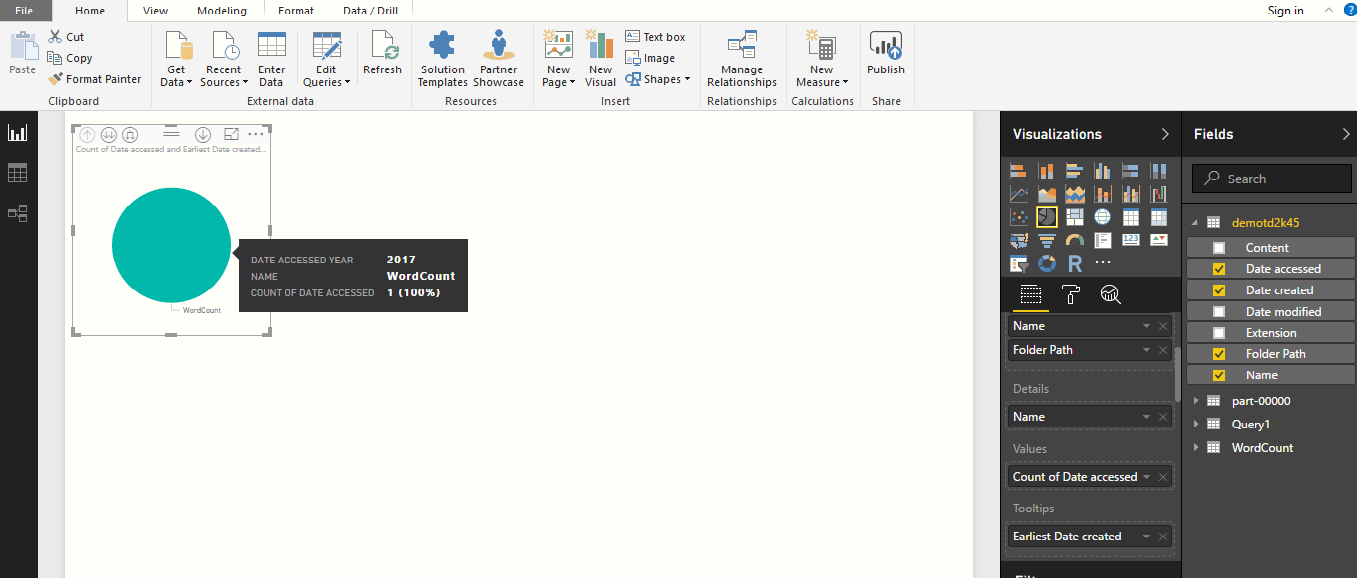 File Home View Modeling Format Data / Drill Sign in ?
Paste
Cut
Copy
Format Painter
Clipboard
Get Data
Recent Sources
Enter Data
Edit Queries
Refresh
External data
Solution Templates
Partner Showcase
Resources
New Page
New Visual
Text box
Image
Shapes
Insert
Manage Relationships
Relationships
New Measure
Calculations
Publish
Share
Count of Date accessed and Earliest Date created...
DATE ACCESSED YEAR 2017
NAME WordCount
COUNT OF DATE ACCESSED 1 (100%)
WordCount
Visualizations
123
R
Name
Folder Path
Details
Name
Values
Count of Date accessed
Tooltips
Earliest Date created
Fields
Search
demotd2k45
Content
Date accessed
Date created
Date modified
Extension
Folder Path
Name
part-00000
Query1
WordCount